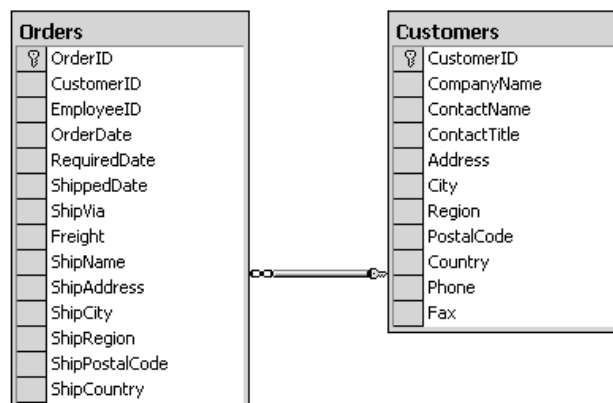 Orders
OrderID
CustomerID
EmployeeID
OrderDate
RequiredDate
ShippedDate
ShipVia
Freight
ShipName
ShipAddress
ShipCity
ShipRegion
ShipPostalCode
ShipCountry
Customers
CustomerID
CompanyName
ContactName
ContactTitle
Address
City
Region
PostalCode
Country
Phone
Fax